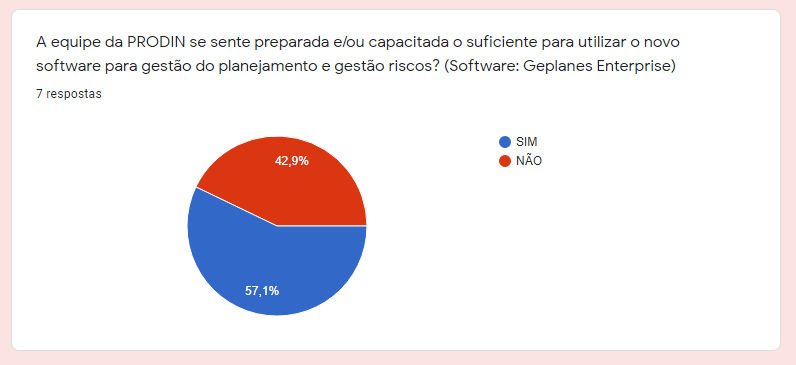 A equipe da PRODIN se sente preparada e/ou capacitada o suficiente para utilizar o novo
software para gestão do planejamento e gestão riscos? (Software: Geplanes Enterprise)
7 respostas
SIM
NÃO
42,9%
57,1%